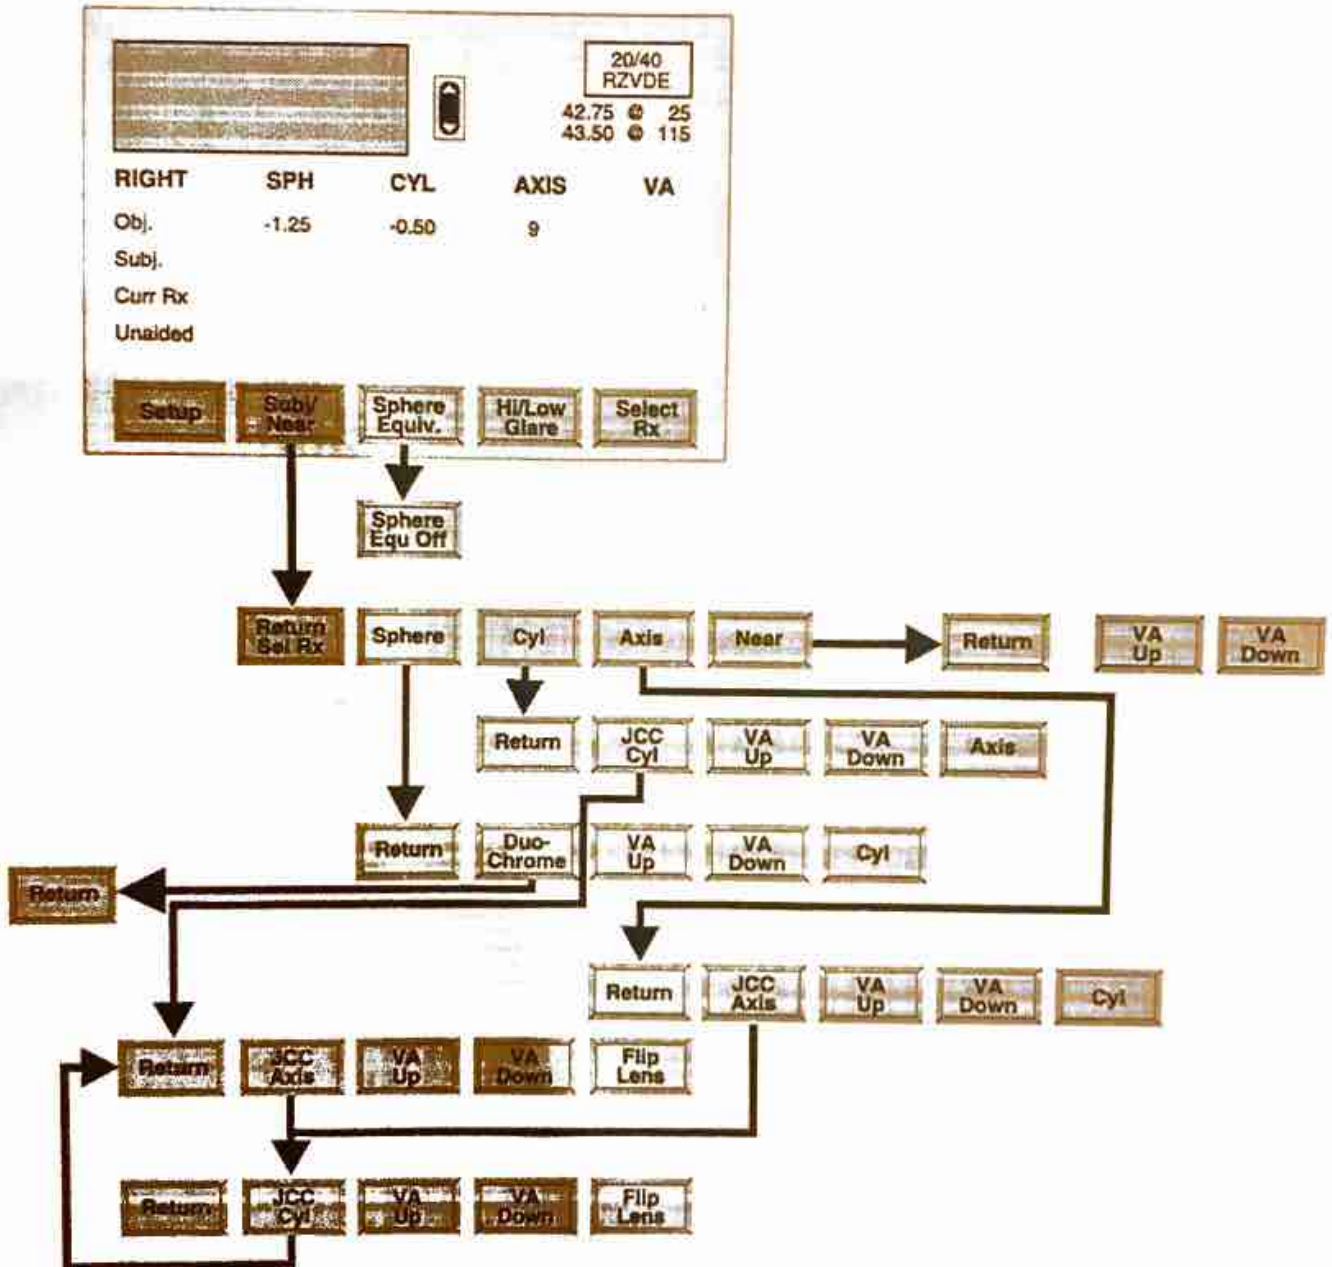 20/40
RZVDE
42.75 @ 25
43.50 @ 115
RIGHT SPH CYL AXIS VA
Obj. -1.25 -0.50 9
Subj.
Curr Rx
Unaided
Setup
Subj/
Near
Sphere
Equiv.
Hi/Low
Glare
Select
Rx
Sphere
Equ Off
Return
Sel Rx
Sphere
Cyl
Axis
Near
Return
VA
Up
VA
Down
Return
JCC
Cyl
VA
Up
VA
Down
Axis
Return
Duo-
Chrome
VA
Up
VA
Down
Cyl
Return
Return
JCC
Axis
VA
Up
VA
Down
Cyl
Return
JCC
Axis
VA
Up
VA
Down
Flip
Lens
Return
JCC
Cyl
VA
Up
VA
Down
Flip
Lens